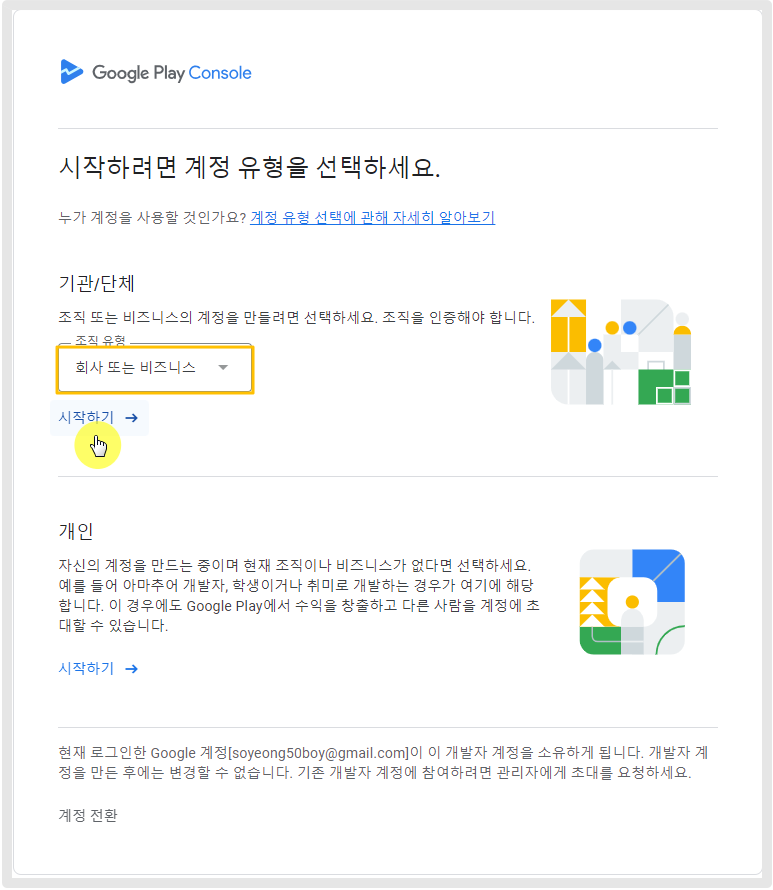 Google Play Console
시작하려면 계정 유형을 선택하세요.
누가 계정을 사용할 것인가요? 계정 유형 선택에 관해 자세히 알아보기
기관/단체
조직 또는 비즈니스의 계정을 만들려면 선택하세요. 조직을 인증해야 합니다.
조직 유형
회사 또는 비즈니스
시작하기 →
개인
자신의 계정을 만드는 중이며 현재 조직이나 비즈니스가 없다면 선택하세요.
예를 들어 아마추어 개발자, 학생이거나 취미로 개발하는 경우가 여기에 해당
합니다. 이 경우에도 Google Play에서 수익을 창출하고 다른 사람을 계정에 초
대할 수 있습니다.
시작하기 →
현재 로그인한 Google 계정[soyeong50boy@gmail.com]이 이 개발자 계정을 소유하게 됩니다. 개발자 계
정을 만든 후에는 변경할 수 없습니다. 기존 개발자 계정에 참여하려면 관리자에게 초대를 요청하세요.
계정 전환